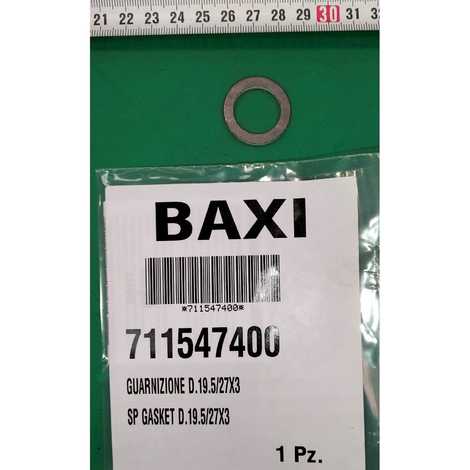 21 22 23 24 25 26 27 28 29 30 31 32
BAXI
*711547400*
711547400
GUARNIZIONE D.19.5/27X3
SP GASKET D.19.5/27X3
1 Pz.